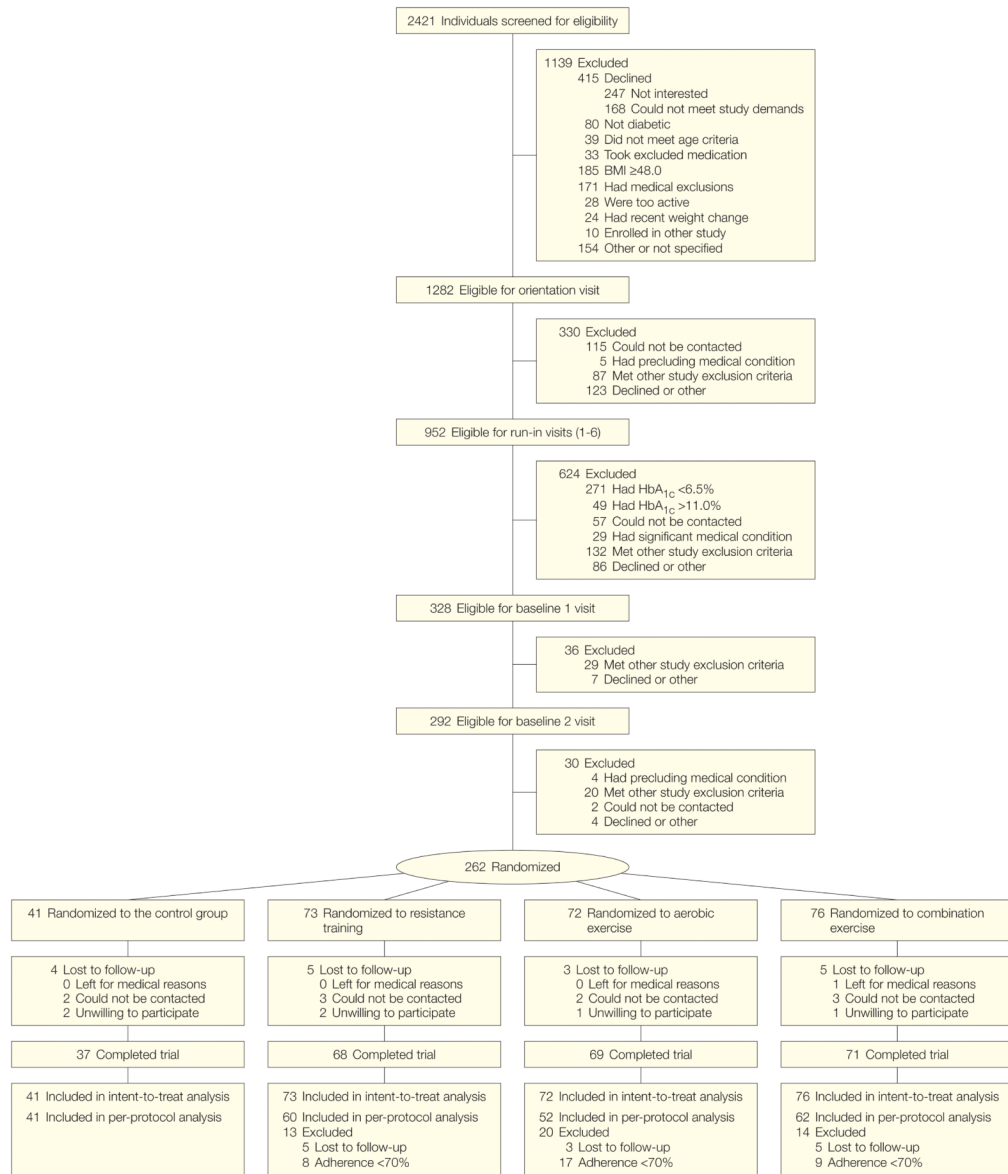 2421 Individuals screened for eligibility
1139 Excluded
415 Declined
247 Not interested
168 Could not meet study demands
80 Not diabetic
39 Did not meet age criteria
33 Took excluded medication
185 BMI ≥48.0
171 Had medical exclusions
28 Were too active
24 Had recent weight change
10 Enrolled in other study
154 Other or not specified
1282 Eligible for orientation visit
330 Excluded
115 Could not be contacted
5 Had precluding medical condition
87 Met other study exclusion criteria
123 Declined or other
952 Eligible for run-in visits (1-6)
624 Excluded
271 Had HbA1c <6.5%
49 Had HbA1c >11.0%
57 Could not be contacted
29 Had significant medical condition
132 Met other study exclusion criteria
86 Declined or other
328 Eligible for baseline 1 visit
36 Excluded
29 Met other study exclusion criteria
7 Declined or other
292 Eligible for baseline 2 visit
30 Excluded
4 Had precluding medical condition
20 Met other study exclusion criteria
2 Could not be contacted
4 Declined or other
262 Randomized
41 Randomized to the control group
73 Randomized to resistance
training
72 Randomized to aerobic
exercise
76 Randomized to combination
exercise
4 Lost to follow-up
0 Left for medical reasons
2 Could not be contacted
2 Unwilling to participate
5 Lost to follow-up
0 Left for medical reasons
3 Could not be contacted
2 Unwilling to participate
3 Lost to follow-up
0 Left for medical reasons
2 Could not be contacted
1 Unwilling to participate
5 Lost to follow-up
1 Left for medical reasons
3 Could not be contacted
1 Unwilling to participate
37 Completed trial
68 Completed trial
69 Completed trial
71 Completed trial
41 Included in intent-to-treat analysis
41 Included in per-protocol analysis
73 Included in intent-to-treat analysis
60 Included in per-protocol analysis
13 Excluded
5 Lost to follow-up
8 Adherence <70%
72 Included in intent-to-treat analysis
52 Included in per-protocol analysis
20 Excluded
3 Lost to follow-up
17 Adherence <70%
76 Included in intent-to-treat analysis
62 Included in per-protocol analysis
14 Excluded
5 Lost to follow-up
9 Adherence <70%